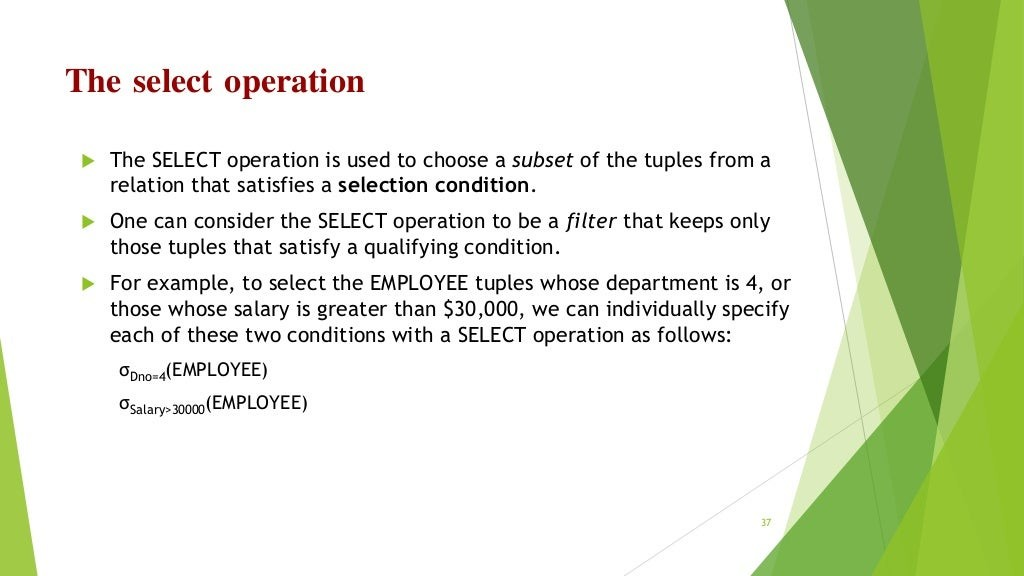 The select operation
The SELECT operation is used to choose a subset of the tuples from a
relation that satisfies a selection condition.
One can consider the SELECT operation to be a filter that keeps only
those tuples that satisfy a qualifying condition.
For example, to select the EMPLOYEE tuples whose department is 4, or
those whose salary is greater than $30,000, we can individually specify
each of these two conditions with a SELECT operation as follows:
σDno=4(EMPLOYEE)
σSalary>30000(EMPLOYEE)
37